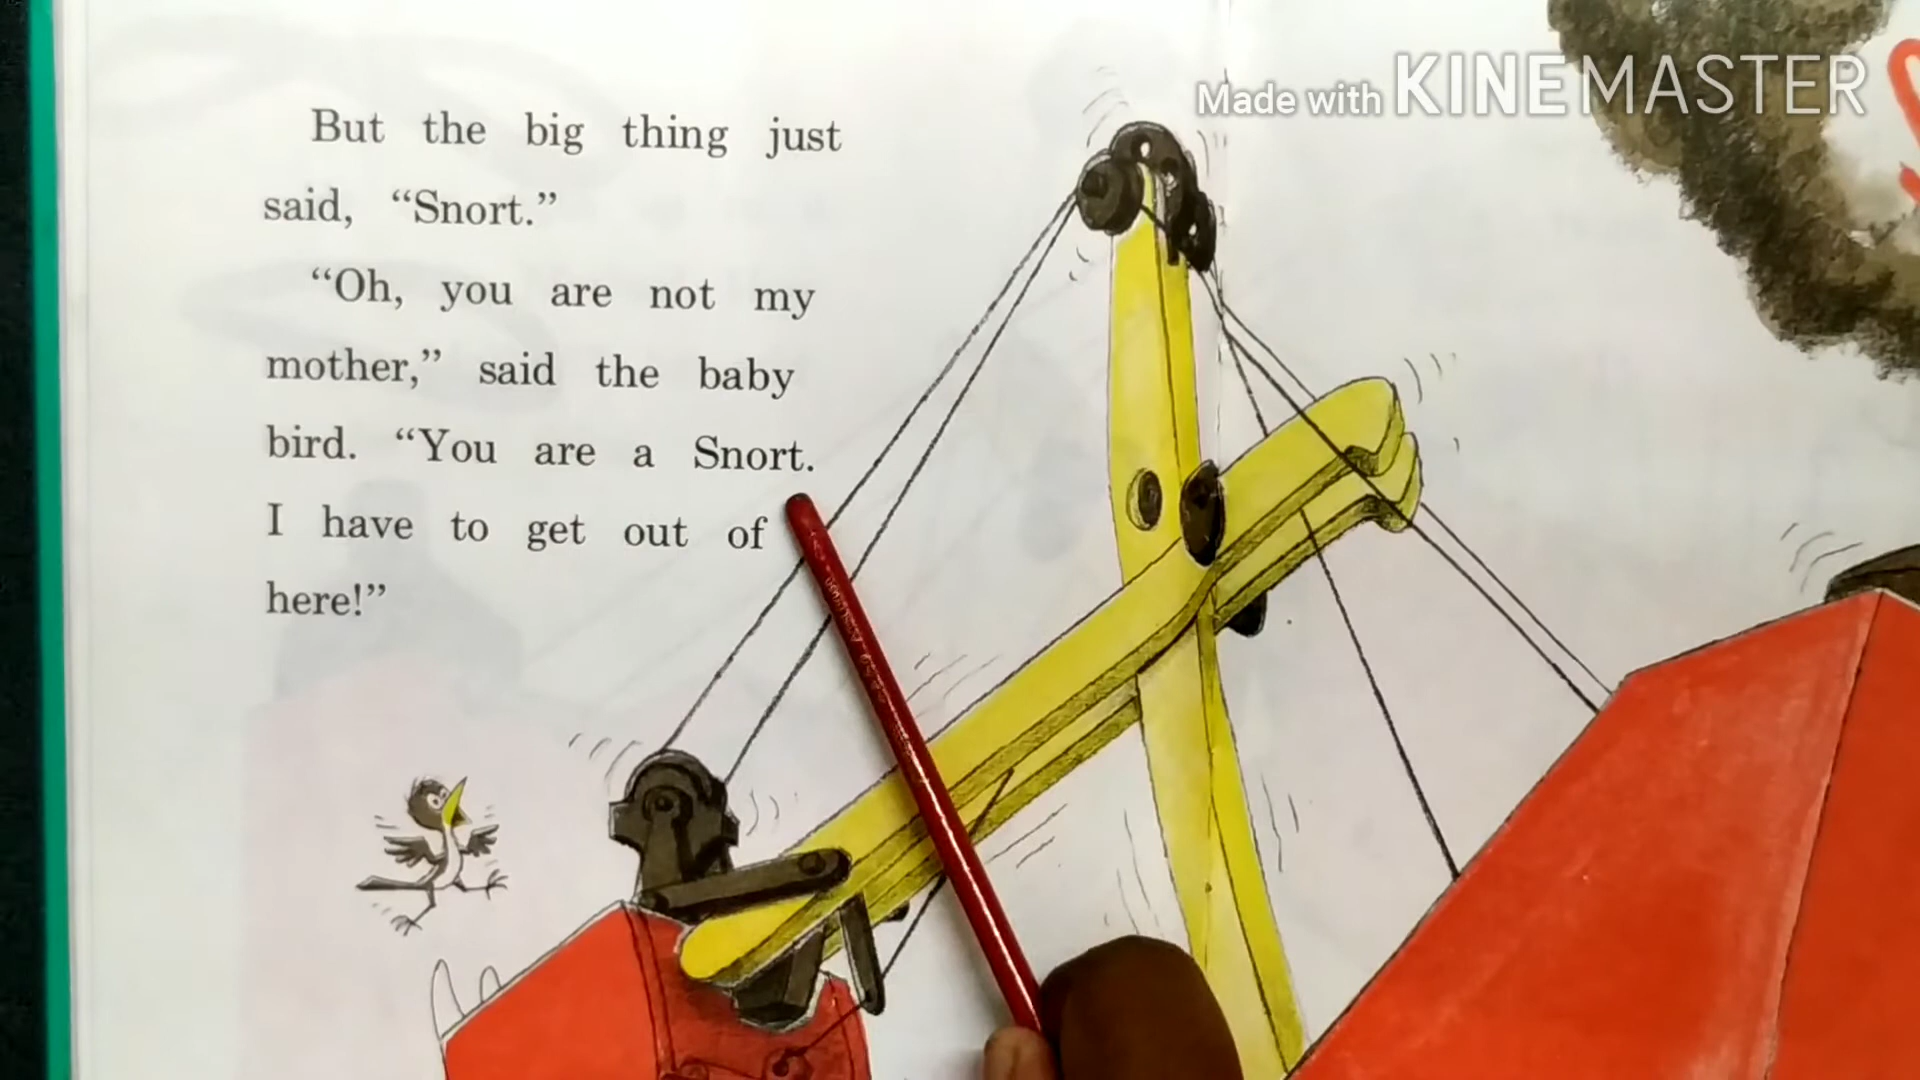 Made with KINEMASTER
But the big thing just
said, “Snort.”
“Oh, you are not my
mother,” said the baby
bird. “You are a Snort.
I have to get out of
here!”